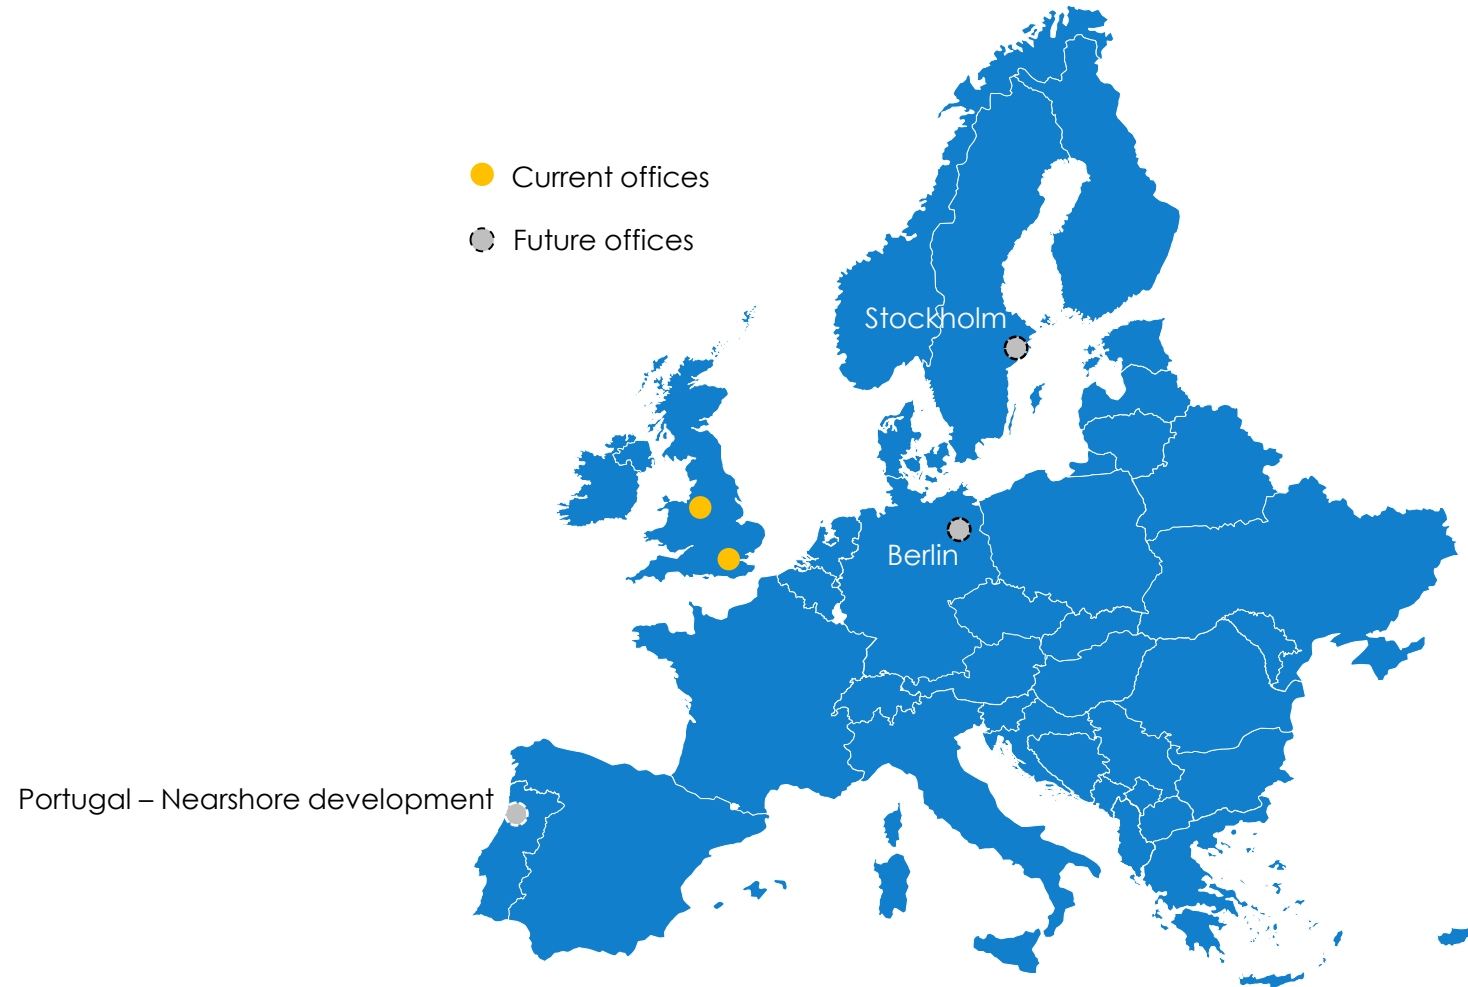 Current offices
Future offices
Stockholm
Berlin
Portugal – Nearshore development